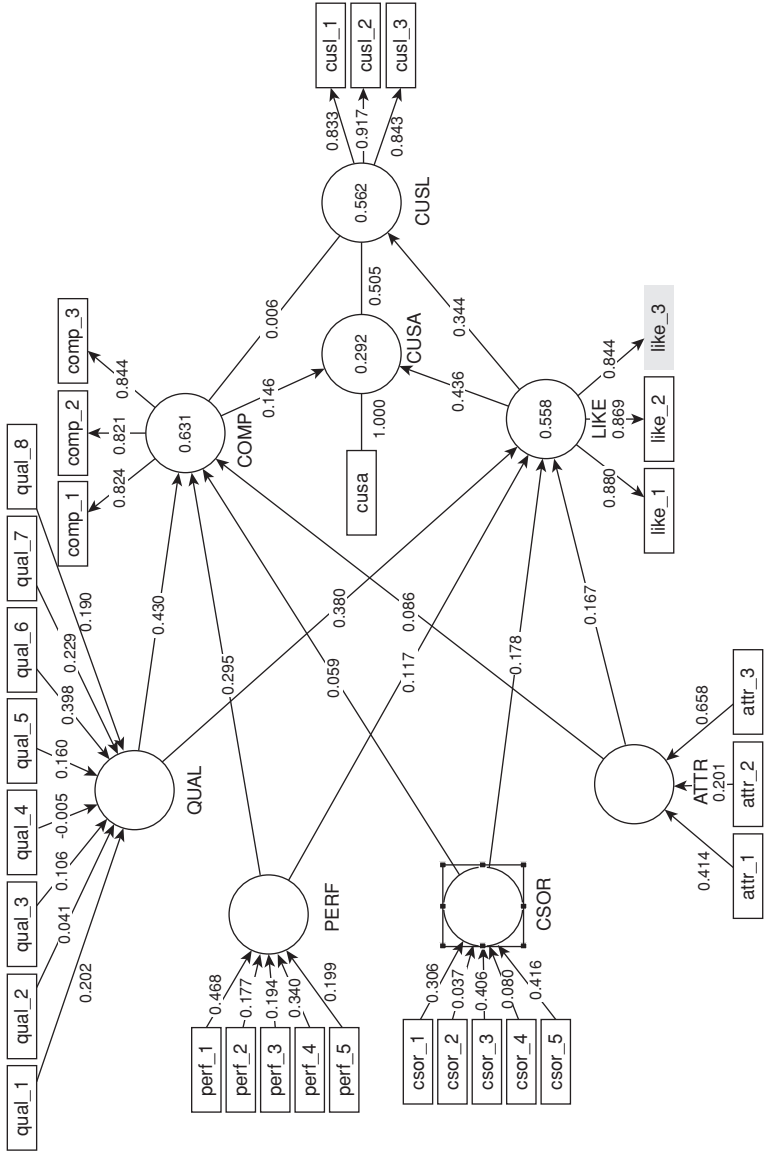 qual_1
qual_2
qual_3
qual_4
qual_5
qual_6
qual_7
qual_8
0.202
0.041
0.106
-0.005
0.160
0.398
0.229
0.190
QUAL
perf_1
perf_2
perf_3
perf_4
perf_5
0.468
0.177
0.194
0.340
0.199
PERF
csor_1
csor_2
csor_3
csor_4
csor_5
0.306
0.037
0.406
0.080
0.416
CSOR
attr_1
attr_2
attr_3
0.414
0.201
0.658
ATTR
0.430
0.295
0.059
0.086
0.380
0.117
0.178
0.167
comp_1
comp_2
comp_3
0.824
0.821
0.844
0.631
COMP
cusa
1.000
0.292
CUSA
0.146
0.436
0.006
0.505
0.344
0.558
LIKE
0.880
0.869
0.844
like_1
like_2
like_3
0.562
CUSL
0.833
0.917
0.843
cusl_1
cusl_2
cusl_3